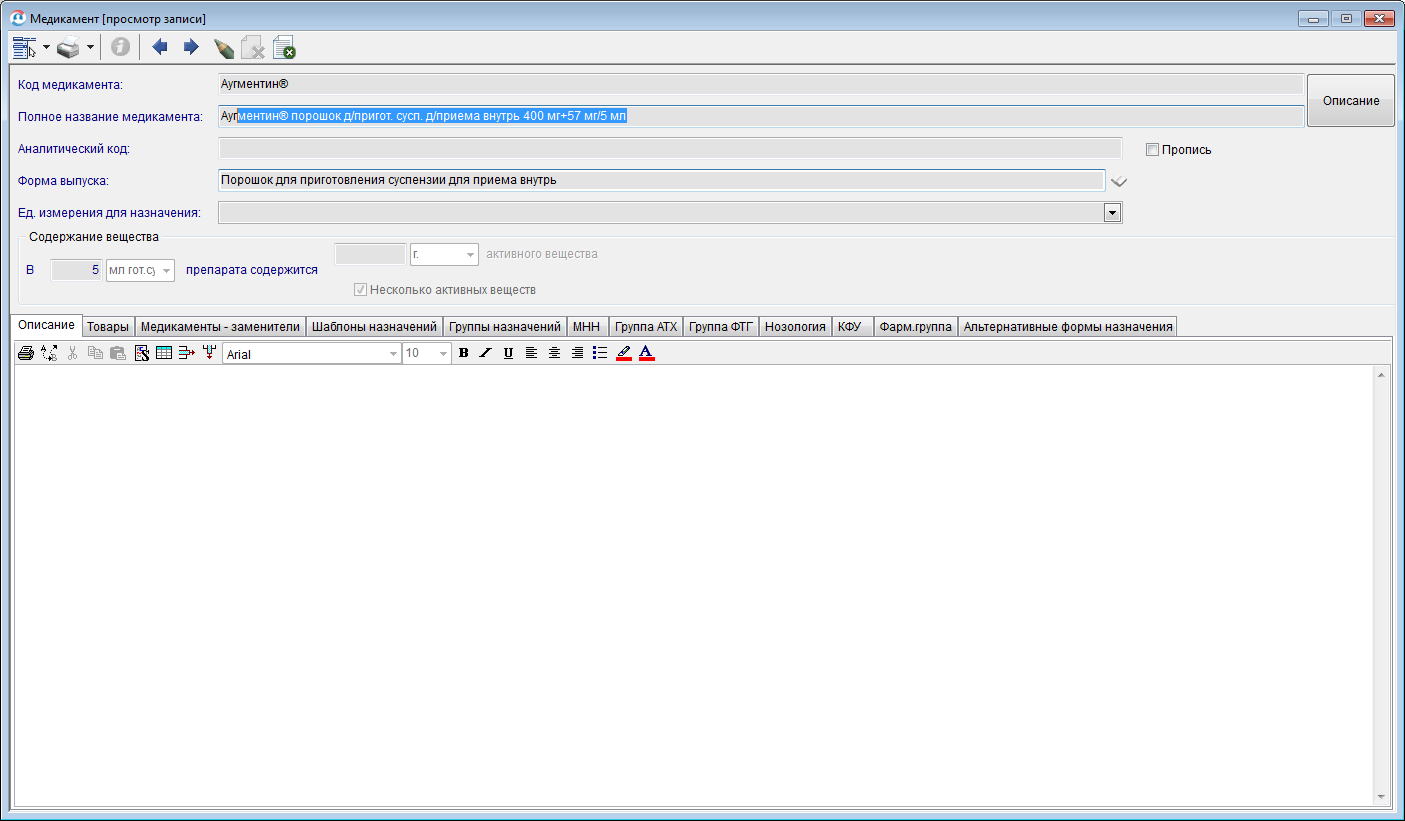 Медикамент [просмотр записи]
Код медикамента: Аугментин®
Описание
Полное название медикамента: Аугментин® порошок д/пригот. сусп. д/приема внутрь 400 мг+57 мг/5 мл
Аналитический код:
Пропись
Форма выпуска: Порошок для приготовления суспензии для приема внутрь
Ед. измерения для назначения:
Содержание вещества
В 5 мл гот.су препарата содержится г. активного вещества
Несколько активных веществ
Описание Товары Медикаменты - заменители Шаблоны назначений Группы назначений МНН Группа АТХ Группа ФТГ Нозология КФУ Фарм.группа Альтернативные формы назначения
Arial 10 B I U A